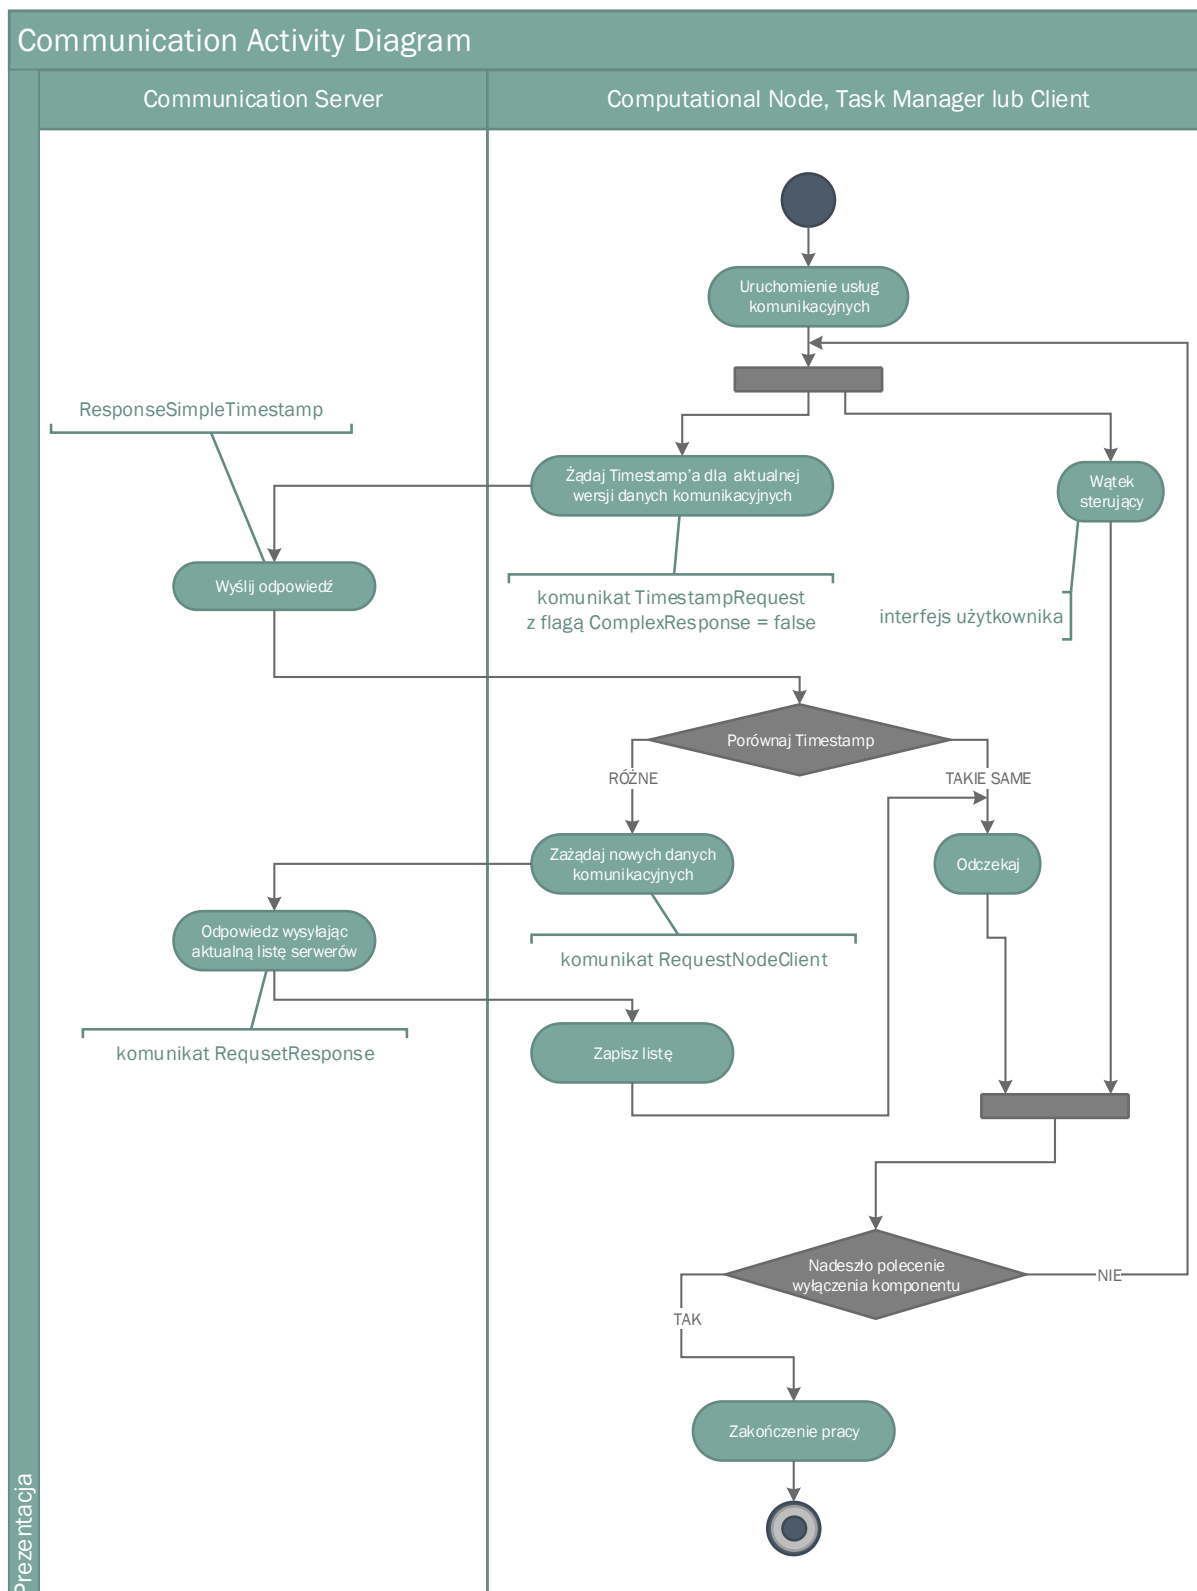 Communication Activity Diagram
Communication Server
Computational Node, Task Manager lub Client
Uruchomienie usług
komunikacyjnych
ResponseSimpleTimestamp
Żądaj Timestamp'a dla aktualnej
wersji danych komunikacyjnych
Wątek
sterujący
Wyślij odpowiedź
komunikat TimestampRequest
z flagą ComplexResponse = false
interfejs użytkownika
Porównaj Timestamp
RÓŻNE
TAKIE SAME
Zażądaj nowych danych
komunikacyjnych
Odczekaj
Odpowiedz wysyłając
aktualną listę serwerów
komunikat RequestNodeClient
komunikat RequsetResponse
Zapisz listę
Nadeszło polecenie
wyłączenia komponentu
NIE
TAK
Zakończenie pracy
Prezentacja